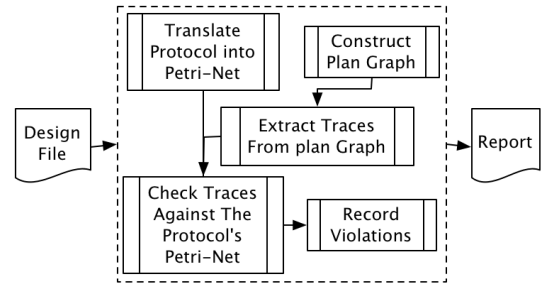 Translate
Protocol into
Petri-Net
Construct
Plan Graph
Design
File
Extract Traces
From plan Graph
Report
Check Traces
Against The
Protocol's
Petri-Net
Record
Violations